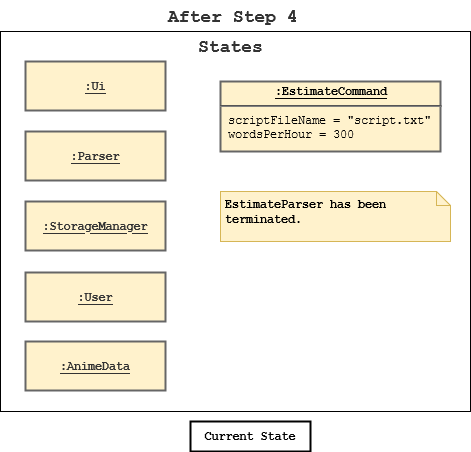 After Step 4
States
:Ui
:Parser
:StorageManager
:User
:AnimeData
:EstimateCommand
scriptFileName = "script.txt"
wordsPerHour = 300
EstimateParser has been
terminated.
Current State